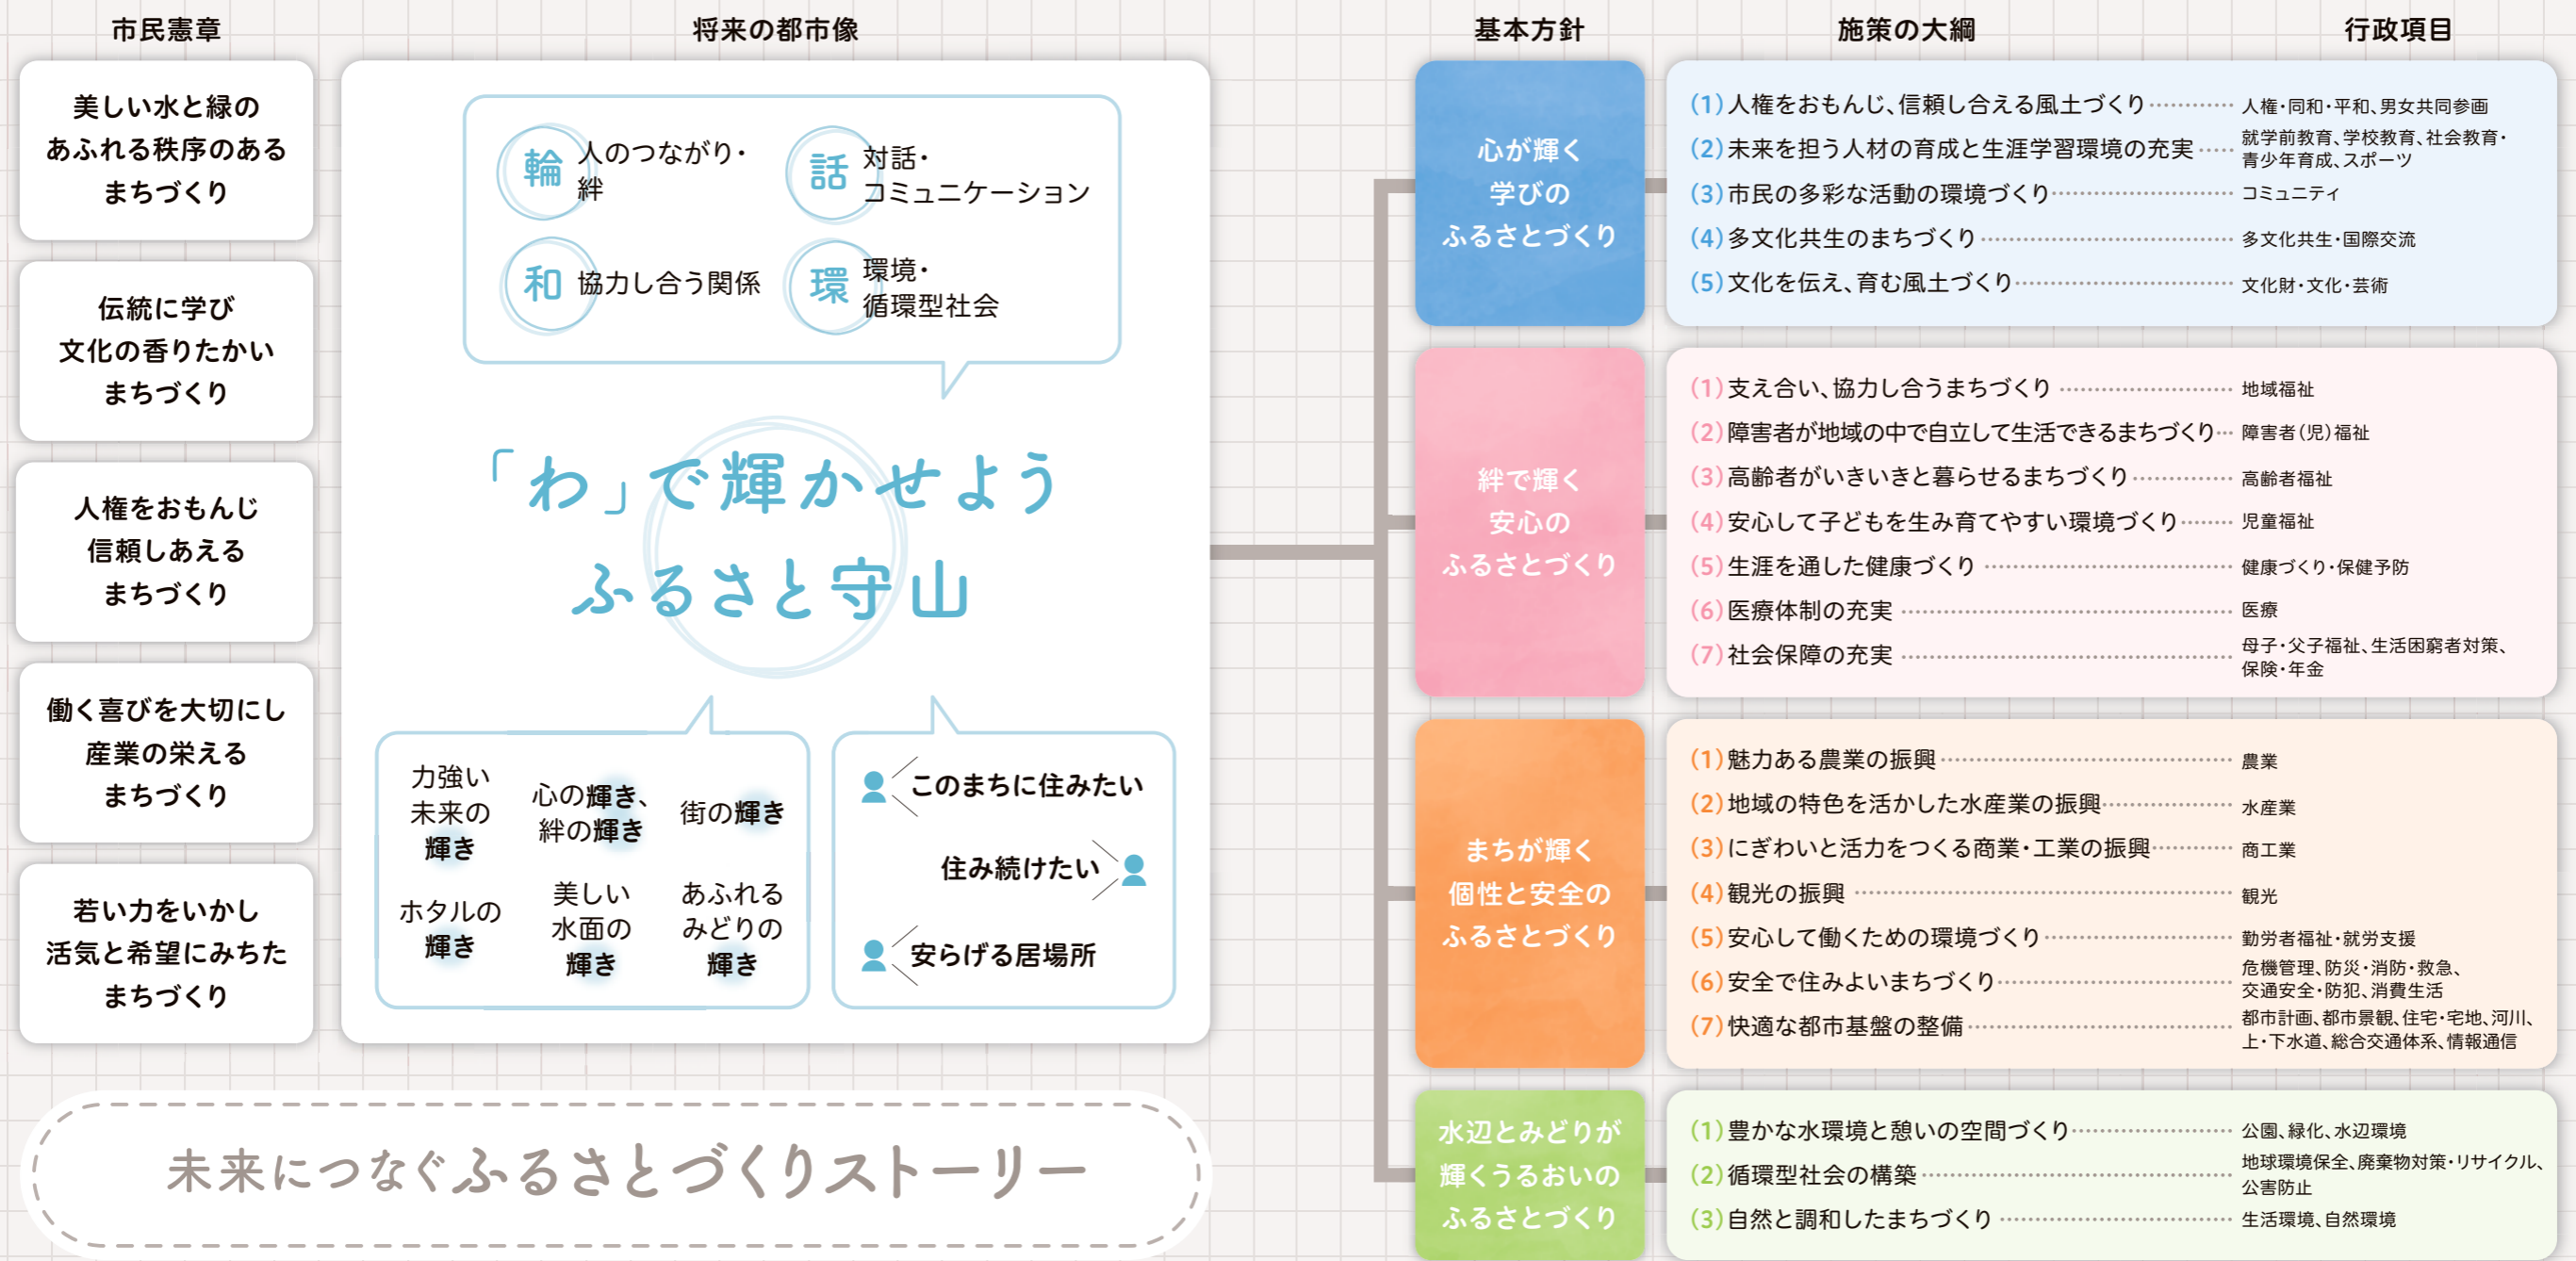 市民憲章
美しい水と緑の
あふれる秩序のある
まちづくり
伝統に学び
文化の香りたかい
まちづくり
人権をおもんじ
信頼しあえる
まちづくり
働く喜びを大切にし
産業の栄える
まちづくり
若い力をいかし
活気と希望にみちた
まちづくり
将来の都市像
輪 人のつながり・
絆
話 対話・
コミュニケーション
和 協力し合う関係
環 環境・
循環型社会
「わ」で輝かせよう
ふるさと守山
力強い
未来の
輝き
心の輝き、
絆の輝き
街の輝き
ホタルの
輝き
美しい
水面の
輝き
あふれる
みどりの
輝き
このまちに住みたい
住み続けたい
安らげる居場所
未来につなぐふるさとづくりストーリー
基本方針
施策の大綱
行政項目
心が輝く
学びの
ふるさとづくり
(1)人権をおもんじ、信頼し合える風土づくり 人権・同和・平和、男女共同参画
(2)未来を担う人材の育成と生涯学習環境の充実 就学前教育、学校教育、社会教育・
青少年育成、スポーツ
(3)市民の多彩な活動の環境づくり コミュニティ
(4)多文化共生のまちづくり 多文化共生・国際交流
(5)文化を伝え、育む風土づくり 文化財・文化・芸術
絆で輝く
安心の
ふるさとづくり
(1)支え合い、協力し合うまちづくり 地域福祉
(2)障害者が地域の中で自立して生活できるまちづくり 障害者(児)福祉
(3)高齢者がいきいきと暮らせるまちづくり 高齢者福祉
(4)安心して子どもを生み育てやすい環境づくり 児童福祉
(5)生涯を通した健康づくり 健康づくり・保健予防
(6)医療体制の充実 医療
(7)社会保障の充実 母子・父子福祉、生活困窮者対策、
保険・年金
まちが輝く
個性と安全の
ふるさとづくり
(1)魅力ある農業の振興 農業
(2)地域の特色を活かした水産業の振興 水産業
(3)にぎわいと活力をつくる商業・工業の振興 商工業
(4)観光の振興 観光
(5)安心して働くための環境づくり 勤労者福祉・就労支援
(6)安全で住みよいまちづくり 危機管理、防災・消防・救急、
交通安全・防犯、消費生活
(7)快適な都市基盤の整備 都市計画、都市景観、住宅・宅地、河川、
上・下水道、総合交通体系、情報通信
水辺とみどりが
輝くうるおいの
ふるさとづくり
(1)豊かな水環境と憩いの空間づくり 公園、緑化、水辺環境
(2)循環型社会の構築 地球環境保全、廃棄物対策・リサイクル、
公害防止
(3)自然と調和したまちづくり 生活環境、自然環境